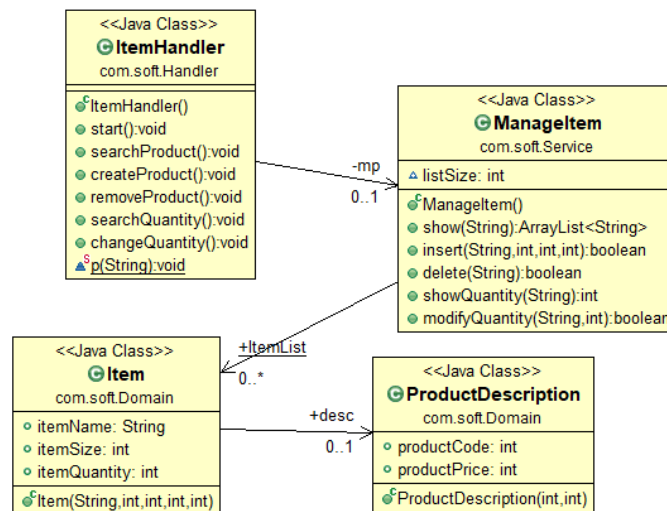 <<Java Class>>
ItemHandler
com.soft.Handler
ItemHandler()
start():void
searchProduct():void
createProduct():void
removeProduct():void
searchQuantity():void
changeQuantity():void
p(String):void
-mp
0..1
<<Java Class>>
ManageItem
com.soft.Service
listSize: int
ManageItem()
show(String):ArrayList<String>
insert(String,int,int,int):boolean
delete(String):boolean
showQuantity(String):int
modifyQuantity(String,int):boolean
+ItemList
0..*
<<Java Class>>
Item
com.soft.Domain
itemName: String
itemSize: int
itemQuantity: int
Item(String,int,int,int,int)
+desc
0..1
<<Java Class>>
ProductDescription
com.soft.Domain
productCode: int
productPrice: int
ProductDescription(int,int)